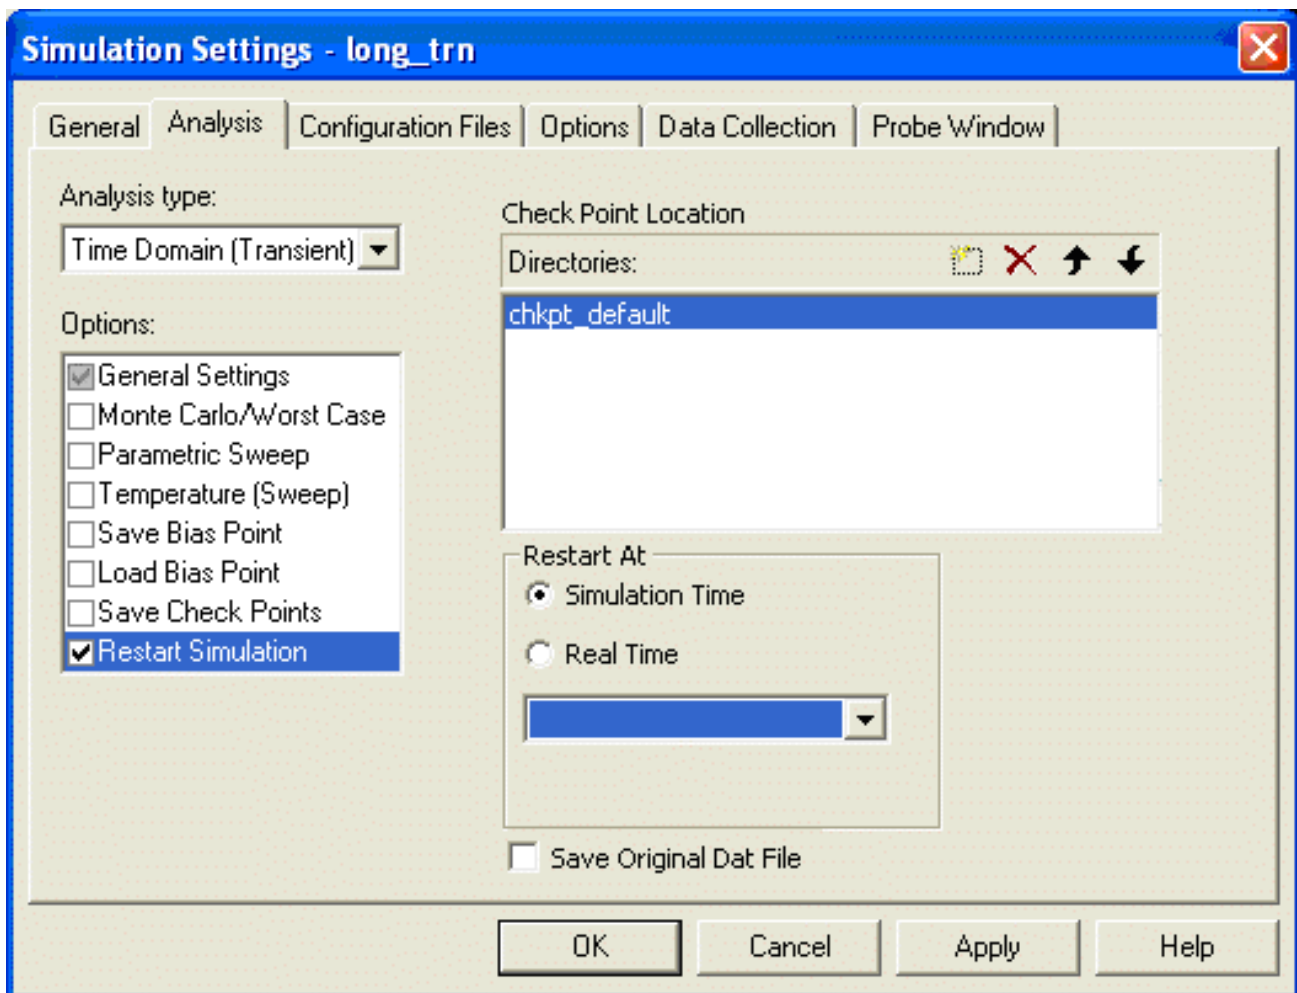 Simulation Settings - long_trn
General
Analysis
Configuration Files
Options
Data Collection
Probe Window
Analysis type:
Time Domain (Transient)
Options:
General Settings
Monte Carlo/Worst Case
Parametric Sweep
Temperature (Sweep)
Save Bias Point
Load Bias Point
Save Check Points
Restart Simulation
Check Point Location
Directories:
chkpt_default
Restart At
Simulation Time
Real Time
Save Original Dat File
OK
Cancel
Apply
Help